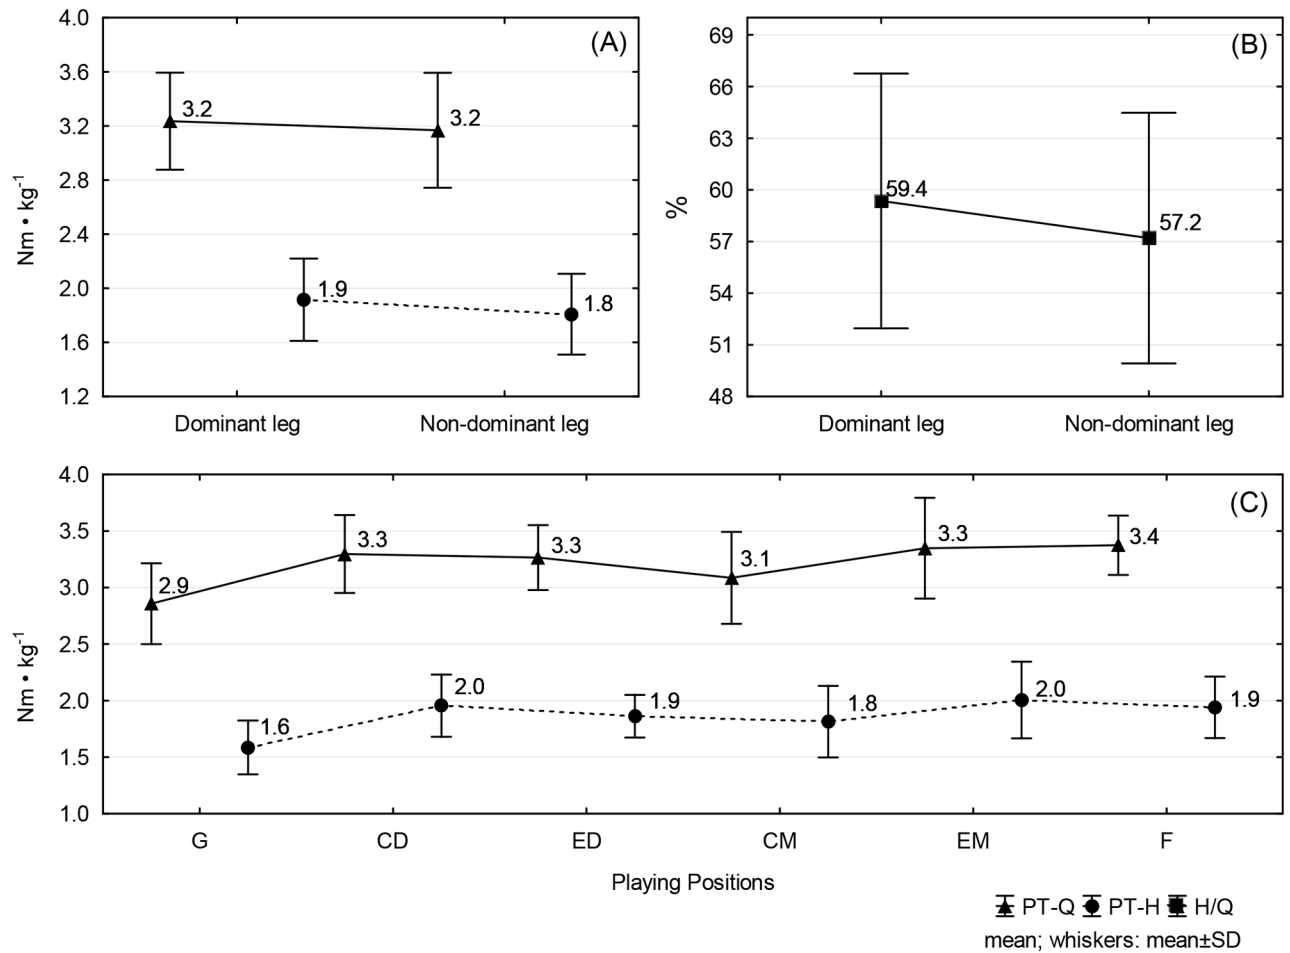 (A)
4.0
3.6
3.2
2.8
2.4
2.0
1.6
1.2
Nm • kg-1
3.2
3.2
1.9
1.8
Dominant leg Non-dominant leg
(B)
69
66
63
60
57
54
51
48
%
59.4
57.2
Dominant leg Non-dominant leg
(C)
4.0
3.5
3.0
2.5
2.0
1.5
1.0
Nm • kg-1
2.9 3.3 3.3 3.1 3.3 3.4
1.6 2.0 1.9 1.8 2.0 1.9
G CD ED CM EM F
Playing Positions
PT-Q PT-H H/Q
mean; whiskers: mean±SD